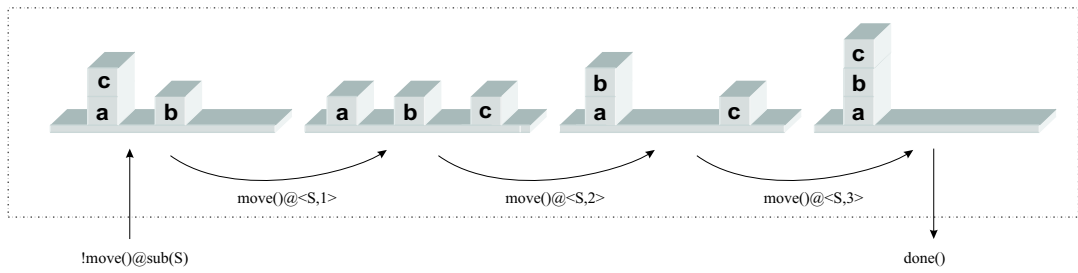 c
a b
a b c
b
a c
c
b
a
move()@<S,1>
move()@<S,2>
move()@<S,3>
!move()@sub(S)
done()